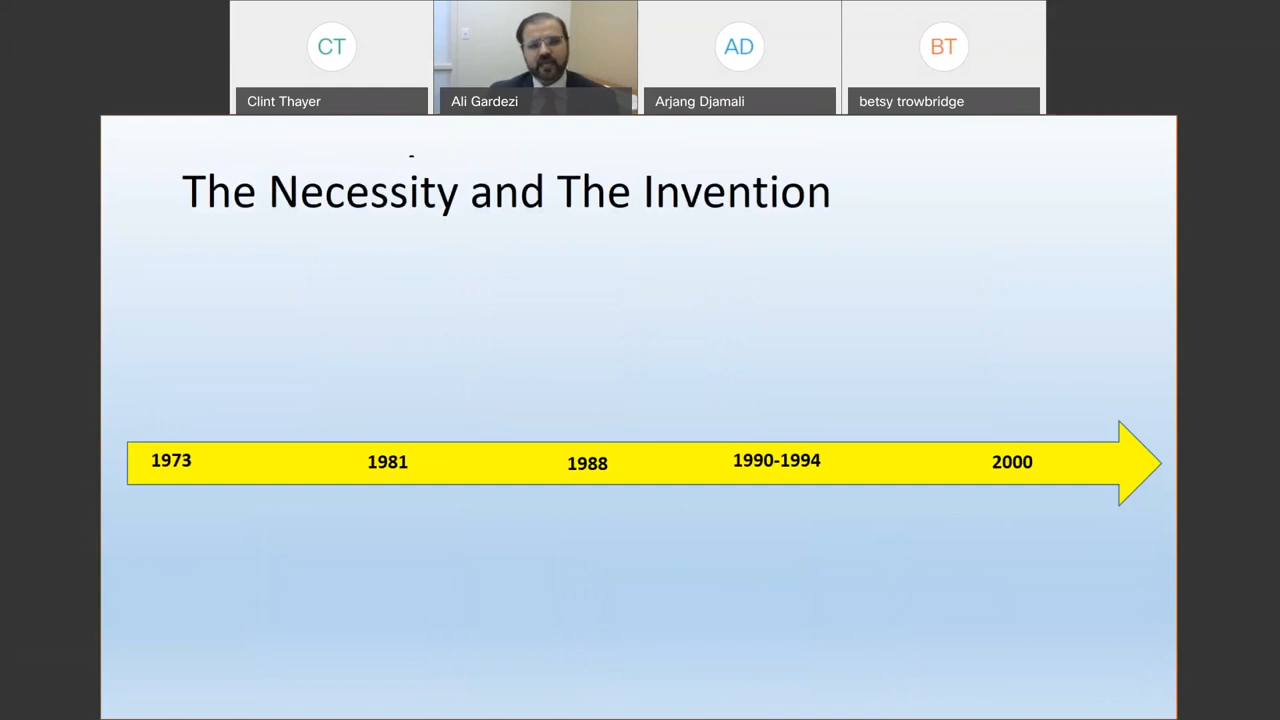 CT
AD
BT
Clint Thayer
Ali Gardezi
Arjang Djamali
betsy trowbridge
The Necessity and The Invention
1973
1981
1988
1990-1994
2000